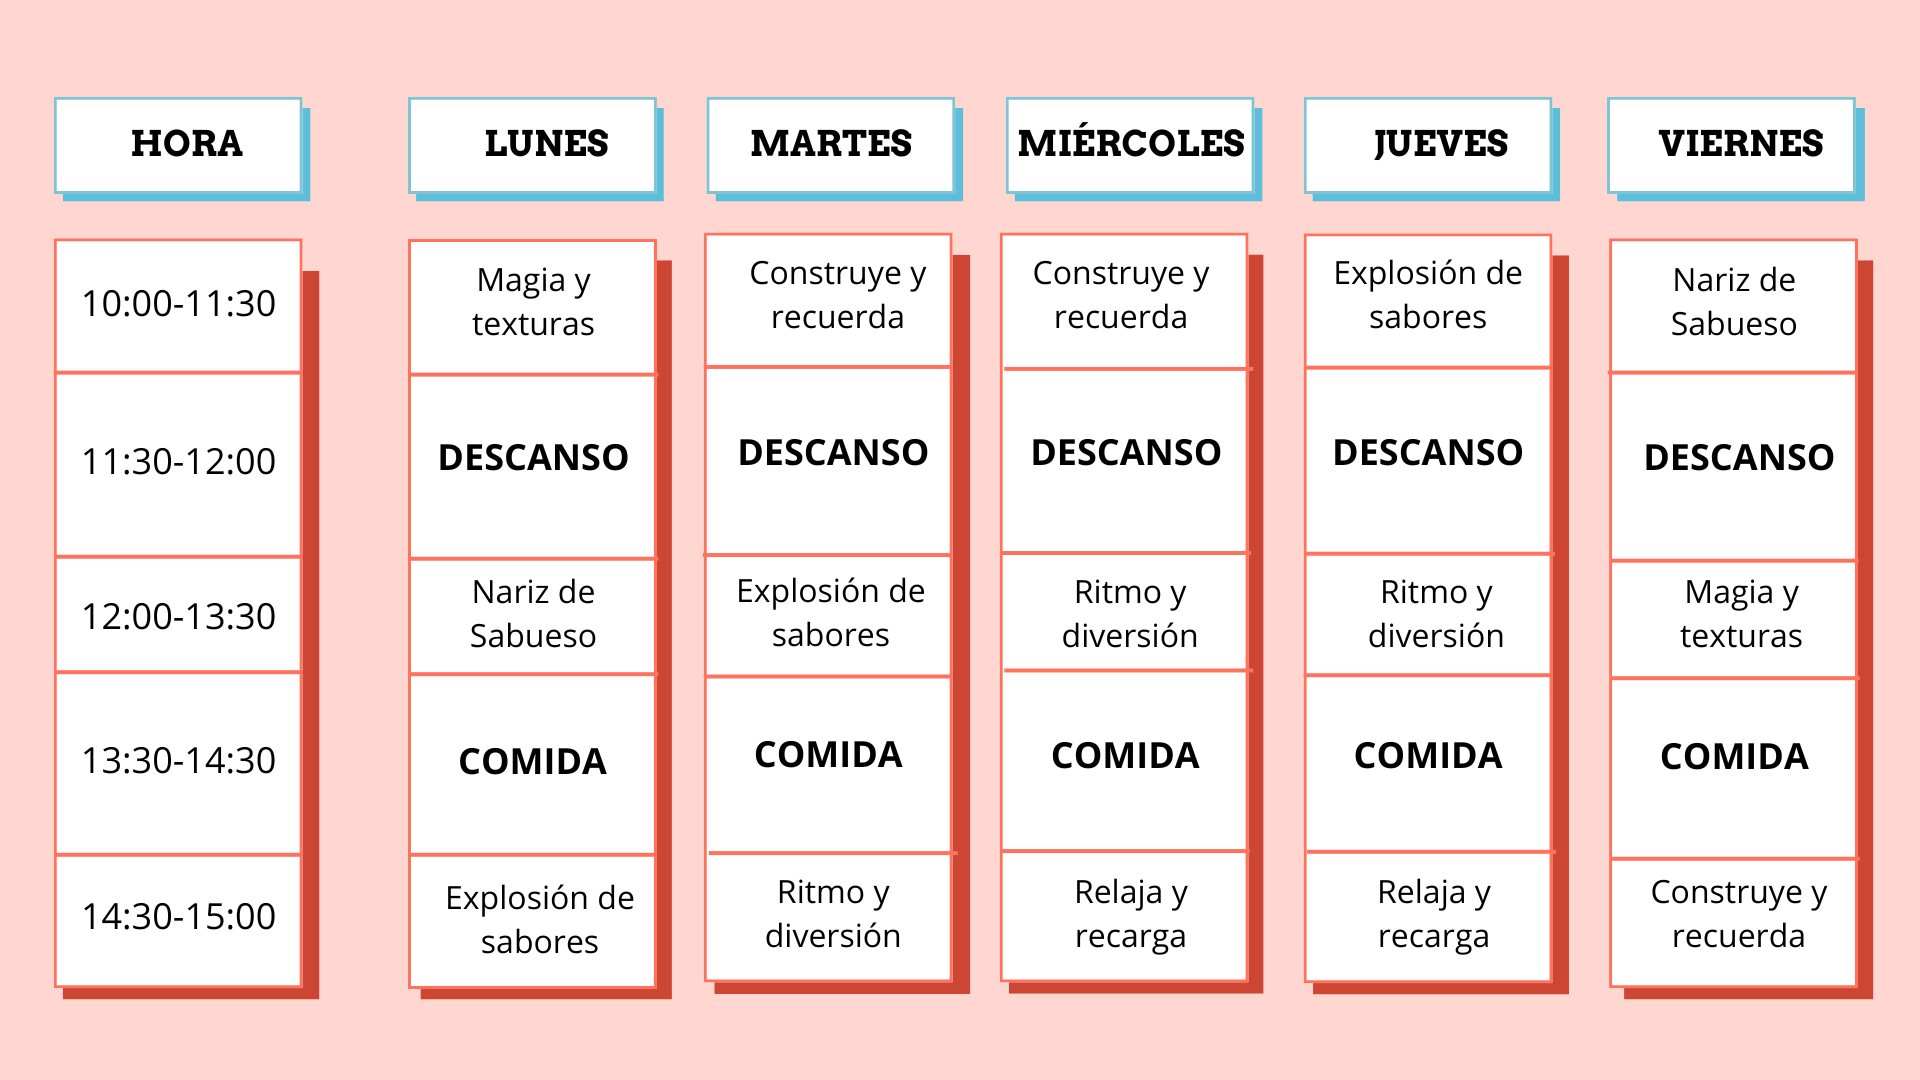 HORA LUNES MARTES MIÉRCOLES JUEVES VIERNES
10:00-11:30
Magia y
texturas
Construye y
recuerda
Construye y
recuerda
Explosión de
sabores
Nariz de
Sabueso
11:30-12:00
DESCANSO
DESCANSO
DESCANSO
DESCANSO
DESCANSO
12:00-13:30
Nariz de
Sabueso
Explosión de
sabores
Ritmo y
diversión
Ritmo y
diversión
Magia y
texturas
13:30-14:30
COMIDA
COMIDA
COMIDA
COMIDA
COMIDA
14:30-15:00
Explosión de
sabores
Ritmo y
diversión
Relaja y
recarga
Relaja y
recarga
Construye y
recuerda